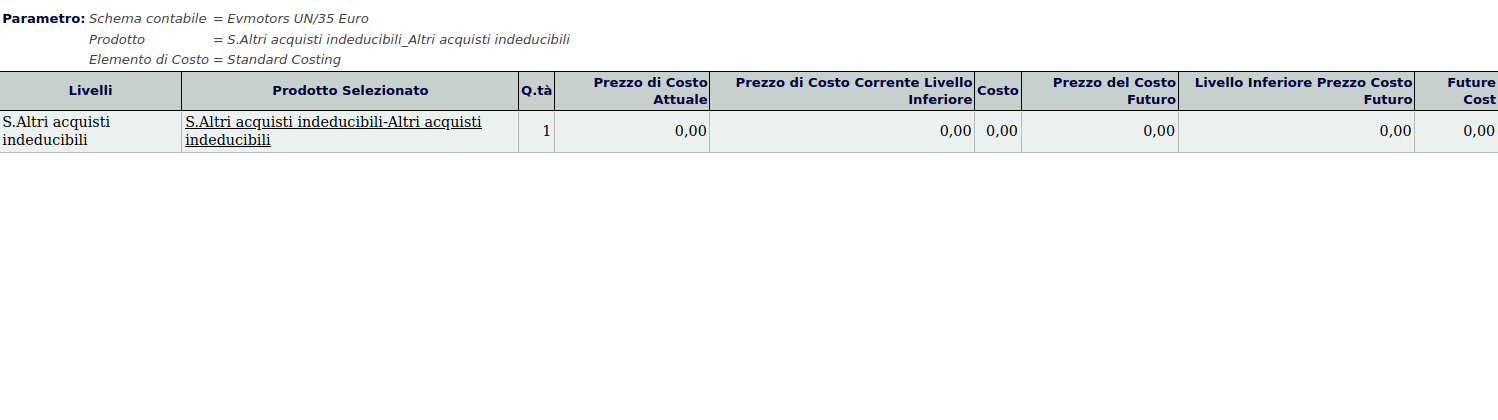 Parametro: Schema contabile = Evmotors UN/35 Euro
Prodotto = S.Altri acquisti indeducibili_Altri acquisti indeducibili
Elemento di Costo = Standard Costing
Livelli Prodotto Selezionato Q.tà Prezzo di Costo Attuale Prezzo di Costo Corrente Livello Inferiore Costo Prezzo del Costo Futuro Livello Inferiore Prezzo Costo Futuro Future Cost
S.Altri acquisti indeducibili S.Altri acquisti indeducibili-Altri acquisti indeducibili 1 0,00 0,00 0,00 0,00 0,00 0,00